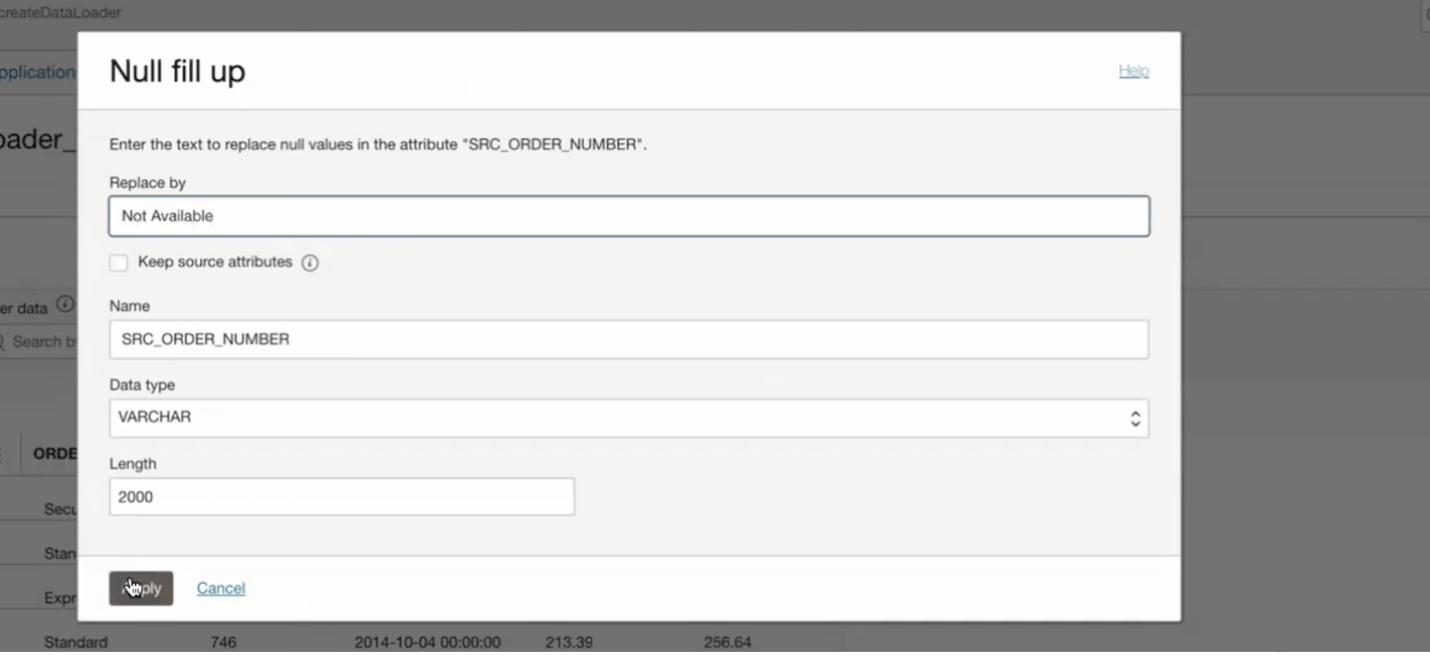 createDataLoader
Null fill up
Help
pplication
oader_
Enter the text to replace null values in the attribute "SRC_ORDER_NUMBER".
Replace by
Not Available
Keep source attributes
Name
er data
SRC_ORDER_NUMBER
Search b
Data type
VARCHAR
ORDE
Length
2000
Secu
Stan
Apply Cancel
Expr
Standard 746 2014-10-04 00:00:00 213.39 256.64